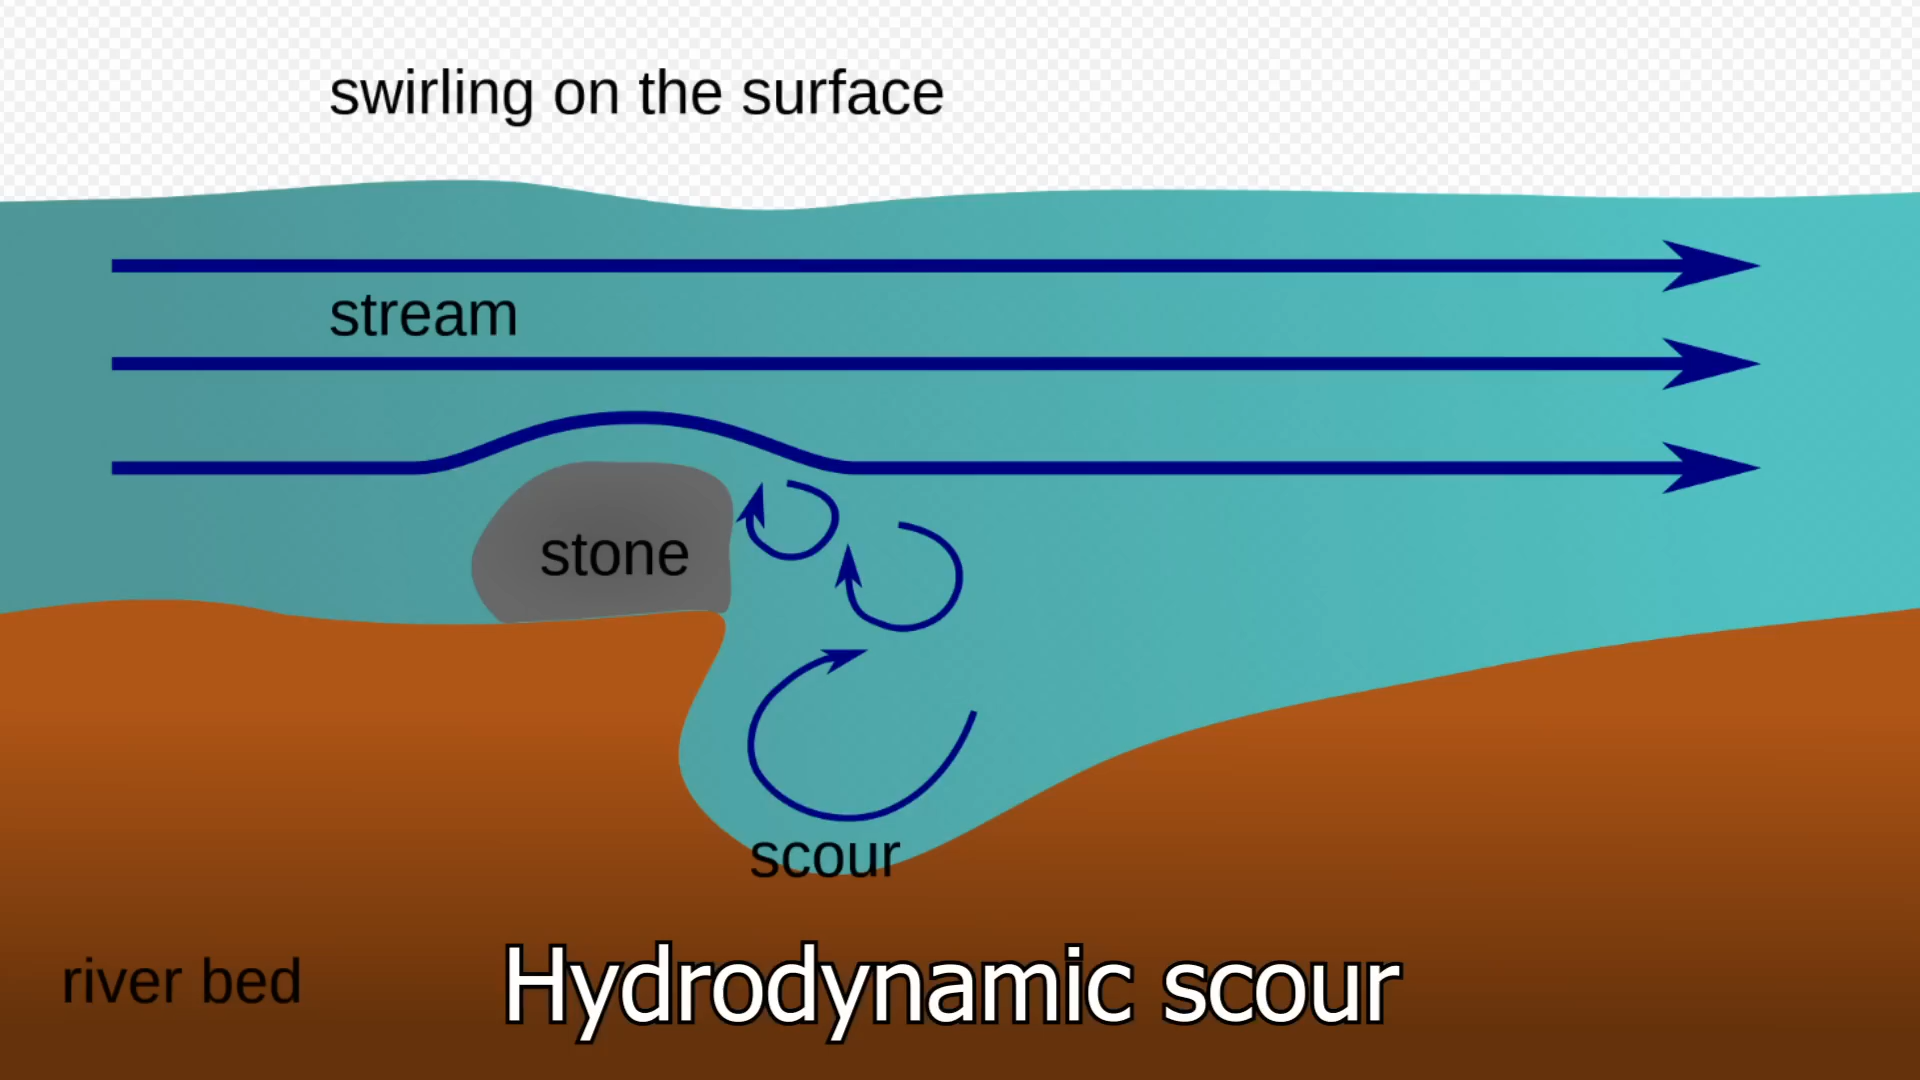 swirling on the surface
stream
stone
scour
river bed
Hydrodynamic scour